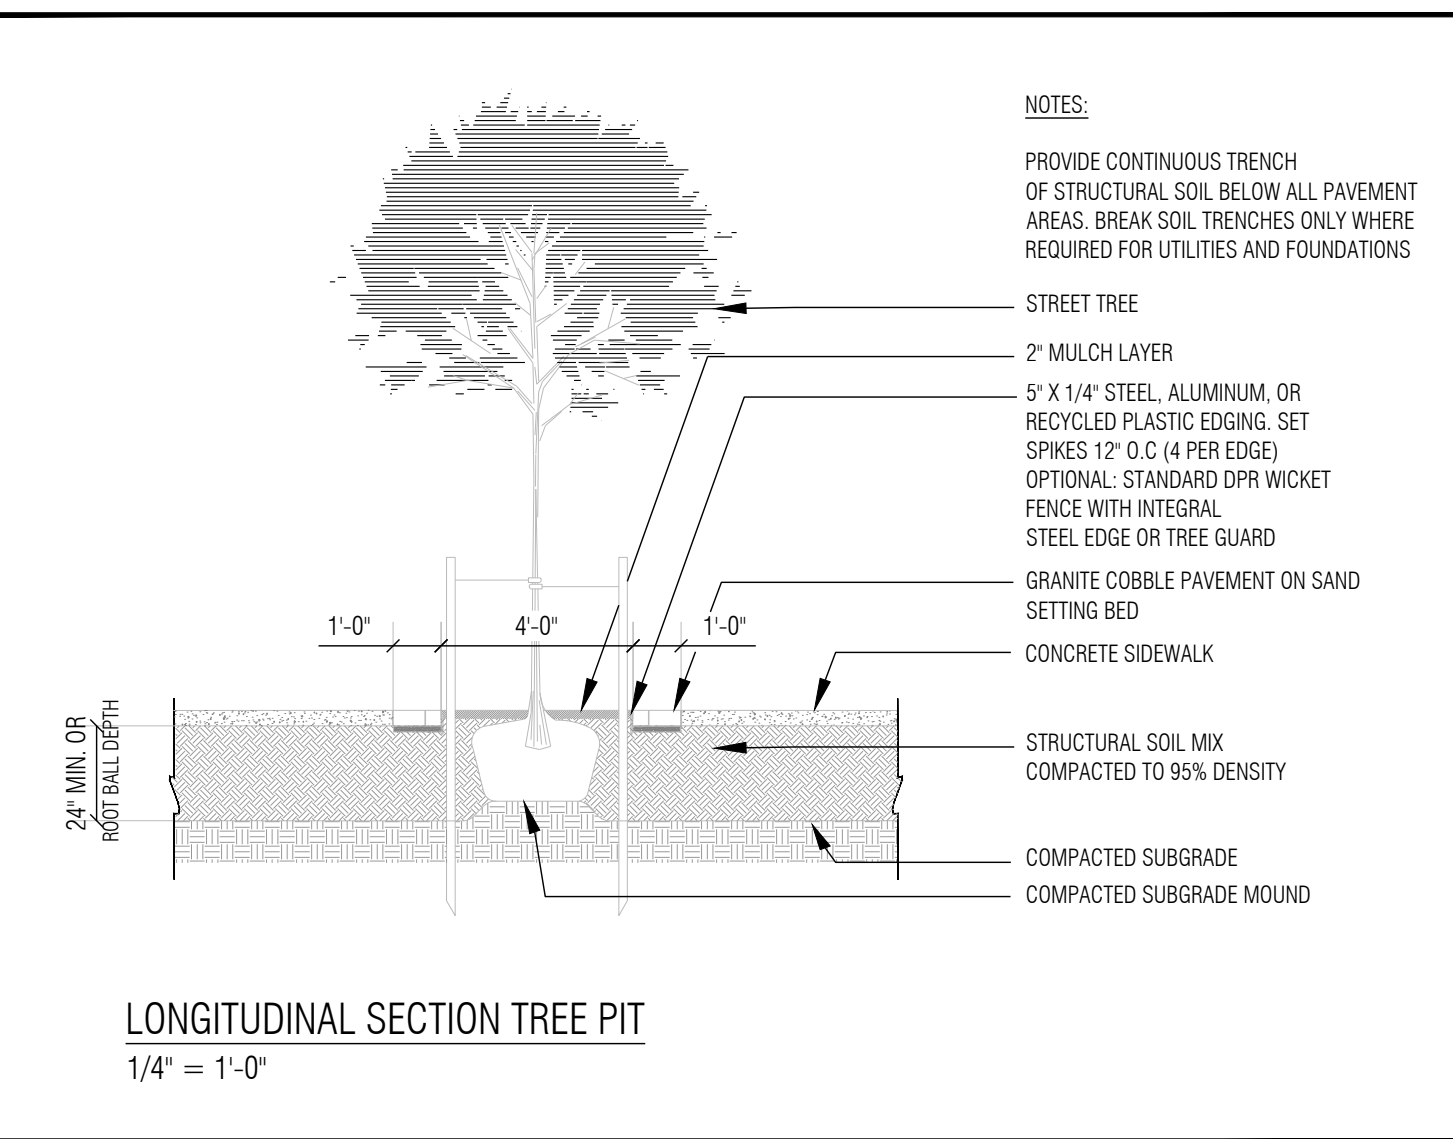 NOTES:
PROVIDE CONTINUOUS TRENCH
OF STRUCTURAL SOIL BELOW ALL PAVEMENT
AREAS. BREAK SOIL TRENCHES ONLY WHERE
REQUIRED FOR UTILITIES AND FOUNDATIONS
STREET TREE
2" MULCH LAYER
5" X 1/4" STEEL, ALUMINUM, OR
RECYCLED PLASTIC EDGING. SET
SPIKES 12" O.C (4 PER EDGE)
OPTIONAL: STANDARD DPR WICKET
FENCE WITH INTEGRAL
STEEL EDGE OR TREE GUARD
GRANITE COBBLE PAVEMENT ON SAND
SETTING BED
1'-0" 4'-0" 1'-0"
CONCRETE SIDEWALK
24" MIN. OR
ROOT BALL DEPTH
STRUCTURAL SOIL MIX
COMPACTED TO 95% DENSITY
COMPACTED SUBGRADE
COMPACTED SUBGRADE MOUND
LONGITUDINAL SECTION TREE PIT
1/4" = 1'-0"